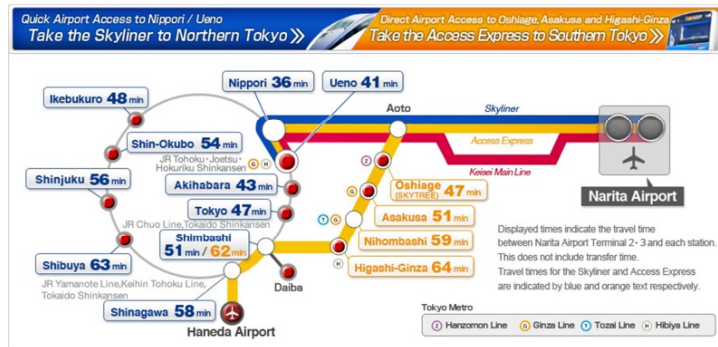 Quick Airport Access to Nippori / Ueno
Take the Skyliner to Northern Tokyo
Direct Airport Access to Oshiage, Asakusa and Higashi-Ginza
Take the Access Express to Southern Tokyo
Nippori 36 min
Ueno 41 min
Ikebukuro 48 min
Aoto
Skyliner
Shin-Okubo 54 min
Access Express
JR Tohoku・Joetsu・
Hokuriku Shinkansen
G H
Keisei Main Line
Z
Shinjuku 56 min
Akihabara 43 min
Oshiage 47 min
(SKYTREE)
Narita Airport
G
Tokyo 47 min
Asakusa 51 min
JR Chuo Line,Tokaido Shinkansen
T G
Shimbashi
51 min / 62 min
Nihombashi 59 min
Displayed times indicate the travel time
between Narita Airport Terminal 2・3 and each station.
This does not include transfer time.
Travel times for the Skyliner and Access Express
are indicated by blue and orange text respectively.
H
Shibuya 63 min
Higashi-Ginza 64 min
JR Yamanote Line,Keihin Tohoku Line,
Tokaido Shinkansen
Daiba
Shinagawa 58 min
Haneda Airport
Tokyo Metro
Z Hanzomon Line G Ginza Line T Tozai Line H Hibiya Line